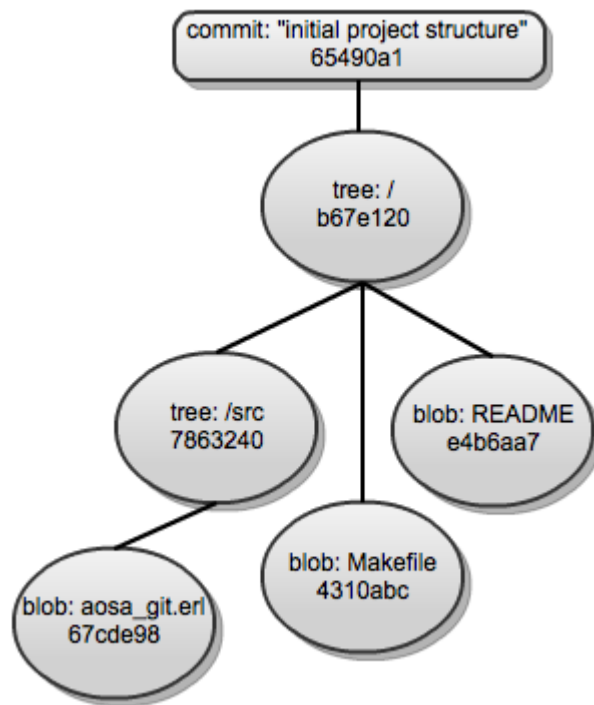 commit: "initial project structure"
65490a1
tree: /
b67e120
tree: /src
7863240
blob: README
e4b6aa7
blob: Makefile
4310abc
blob: aosa_git.erl
67cde98